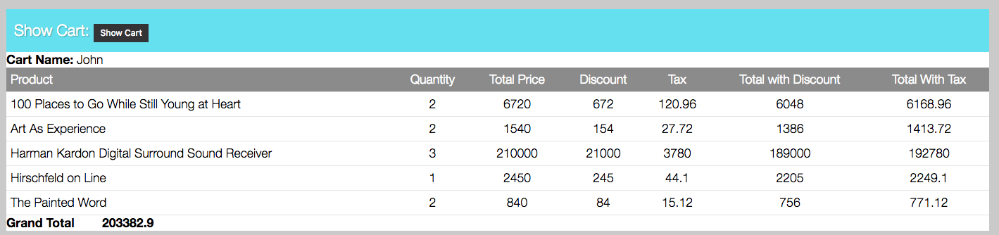 Show Cart: Show Cart
Cart Name: John
Product Quantity Total Price Discount Tax Total with Discount Total With Tax
100 Places to Go While Still Young at Heart 2 6720 672 120.96 6048 6168.96
Art As Experience 2 1540 154 27.72 1386 1413.72
Harman Kardon Digital Surround Sound Receiver 3 210000 21000 3780 189000 192780
Hirschfeld on Line 1 2450 245 44.1 2205 2249.1
The Painted Word 2 840 84 15.12 756 771.12
Grand Total 203382.9